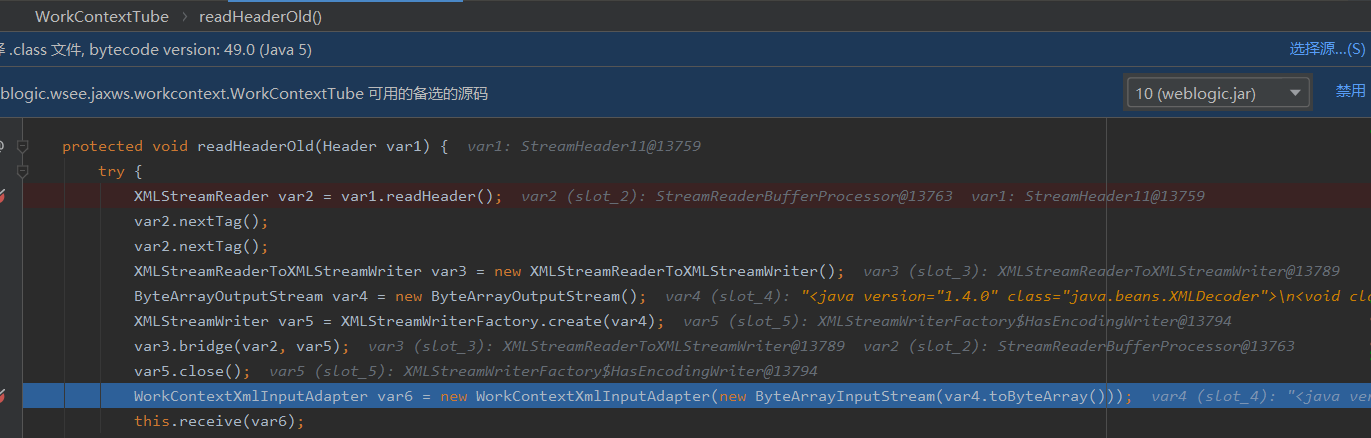 WorkContextTube > readHeaderOld()
译 .class 文件, bytecode version: 49.0 (Java 5) 选择源...(S)
blogic.wsee.jaxws.workcontext.WorkContextTube 可用的备选的源码 10 (weblogic.jar) 禁用
protected void readHeaderOld(Header var1) { var1: StreamHeader11@13759
try {
XMLStreamReader var2 = var1.readHeader(); var2 (slot_2): StreamReaderBufferProcessor@13763 var1: StreamHeader11@13759
var2.nextTag();
var2.nextTag();
XMLStreamReaderToXMLStreamWriter var3 = new XMLStreamReaderToXMLStreamWriter(); var3 (slot_3): XMLStreamReaderToXMLStreamWriter@13789
ByteArrayOutputStream var4 = new ByteArrayOutputStream(); var4 (slot_4): "<java version="1.4.0" class="java.beans.XMLDecoder">\n<void cla
XMLStreamWriter var5 = XMLStreamWriterFactory.create(var4); var5 (slot_5): XMLStreamWriterFactory$HasEncodingWriter@13794
var3.bridge(var2, var5); var3 (slot_3): XMLStreamReaderToXMLStreamWriter@13789 var2 (slot_2): StreamReaderBufferProcessor@13763
var5.close(); var5 (slot_5): XMLStreamWriterFactory$HasEncodingWriter@13794
WorkContextXmlInputAdapter var6 = new WorkContextXmlInputAdapter(new ByteArrayInputStream(var4.toByteArray())); var4 (slot_4): "<java ver
this.receive(var6);